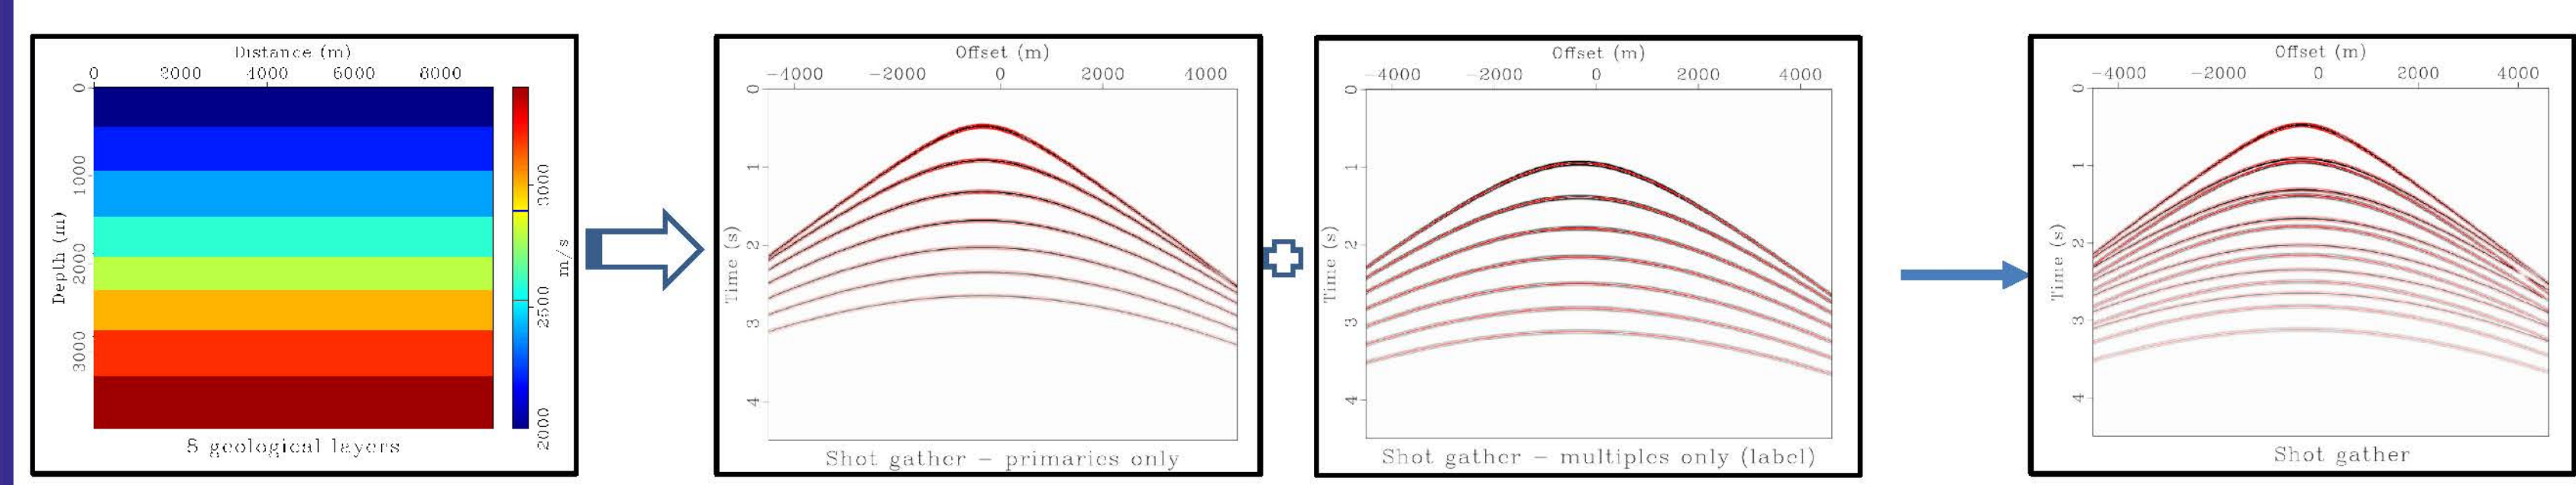 Distance (m)
0 2000 4000 6000 8000
0
1000
2000
3000
Depth (m)
3000
2500
2000
m/s
8 geological layers
Offset (m)
−4000 −2000 0 2000 4000
0
1
2
3
4
Time (s)
Shot gather − primaries only
Offset (m)
−4000 −2000 0 2000 4000
0
1
2
3
4
Time (s)
Shot gather − multiples only (label)
Offset (m)
−4000 −2000 0 2000 4000
0
1
2
3
4
Time (s)
Shot gather